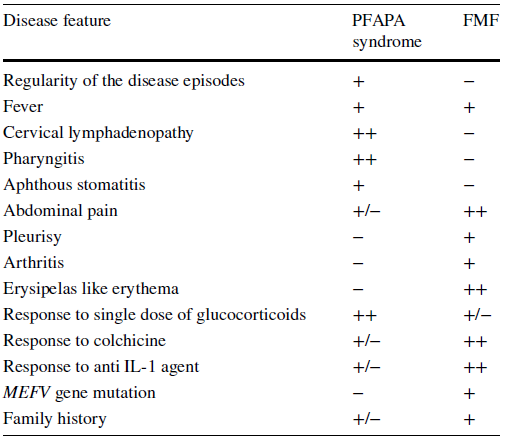 Disease feature PFAPA syndrome FMF
Regularity of the disease episodes + −
Fever + +
Cervical lymphadenopathy ++ −
Pharyngitis ++ −
Aphthous stomatitis + −
Abdominal pain +/− ++
Pleurisy − +
Arthritis − +
Erysipelas like erythema − ++
Response to single dose of glucocorticoids ++ +/−
Response to colchicine +/− ++
Response to anti IL-1 agent +/− ++
MEFV gene mutation − +
Family history +/− +